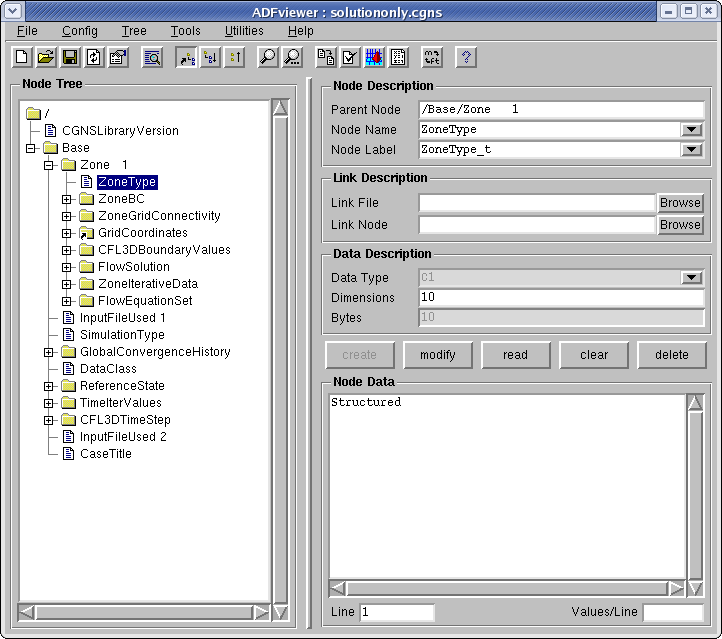 ADFviewer : solutiononly.cgns
File Config Tree Tools Utilities Help
Node Tree
/
CGNSLibraryVersion
Base
Zone 1
ZoneType
ZoneBC
ZoneGridConnectivity
GridCoordinates
CFL3DBoundaryValues
FlowSolution
ZoneIterativeData
FlowEquationSet
InputFileUsed 1
SimulationType
GlobalConvergenceHistory
DataClass
ReferenceState
TimeIterValues
CFL3DTimeStep
InputFileUsed 2
CaseTitle
Node Description
Parent Node /Base/Zone 1
Node Name ZoneType
Node Label ZoneType_t
Link Description
Link File Browse
Link Node Browse
Data Description
Data Type C1
Dimensions 10
Bytes 10
create modify read clear delete
Node Data
Structured
Line 1 Values/Line